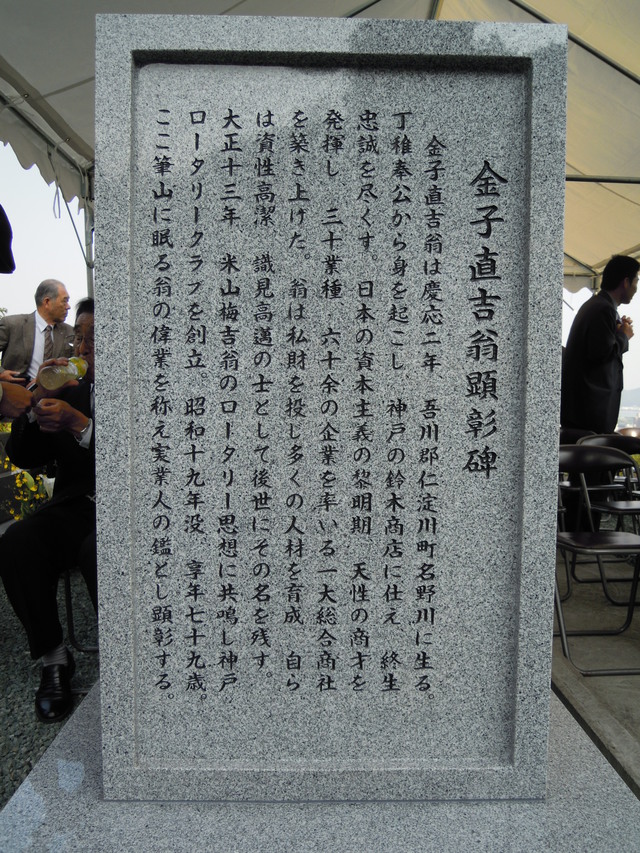 金子直吉翁顕彰碑
金子直吉翁は慶応二年 吾川郡仁淀川町名野川に生る。
丁稚奉公から身を起こし、神戸の鈴木商店に仕え、終生
忠誠を尽くす。日本の資本主義の黎明期、天性の商才を
発揮し 三十業種 六十余の企業を率いる一大総合商社
を築き上げた。翁は私財を投じ多くの人材を育成 自ら
は資性高潔、識見高邁の士として後世にその名を残す。
大正十三年、米山梅吉翁のロータリー思想に共鳴し神戸
ロータリークラブを創立。昭和十九年没 享年七十九歳。
ここ筆山に眠る翁の偉業を称え実業人の鑑とし顕彰する。